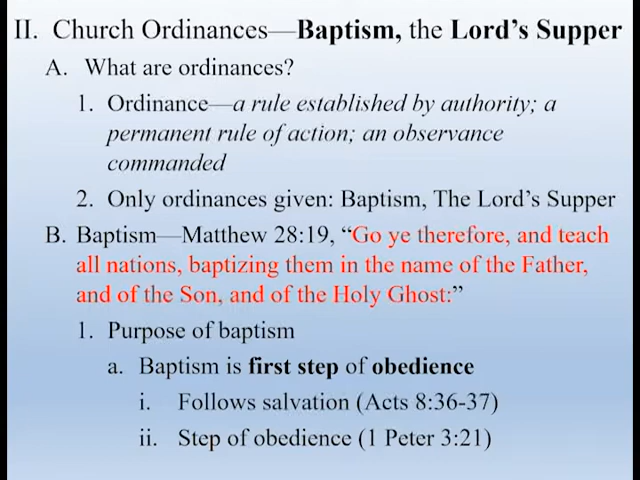 II. Church Ordinances—Baptism, the Lord's Supper
A. What are ordinances?
1. Ordinance—a rule established by authority; a
permanent rule of action; an observance
commanded
2. Only ordinances given: Baptism, The Lord's Supper
B. Baptism—Matthew 28:19, “Go ye therefore, and teach
all nations, baptizing them in the name of the Father,
and of the Son, and of the Holy Ghost:”
1. Purpose of baptism
a. Baptism is first step of obedience
i. Follows salvation (Acts 8:36-37)
ii. Step of obedience (1 Peter 3:21)